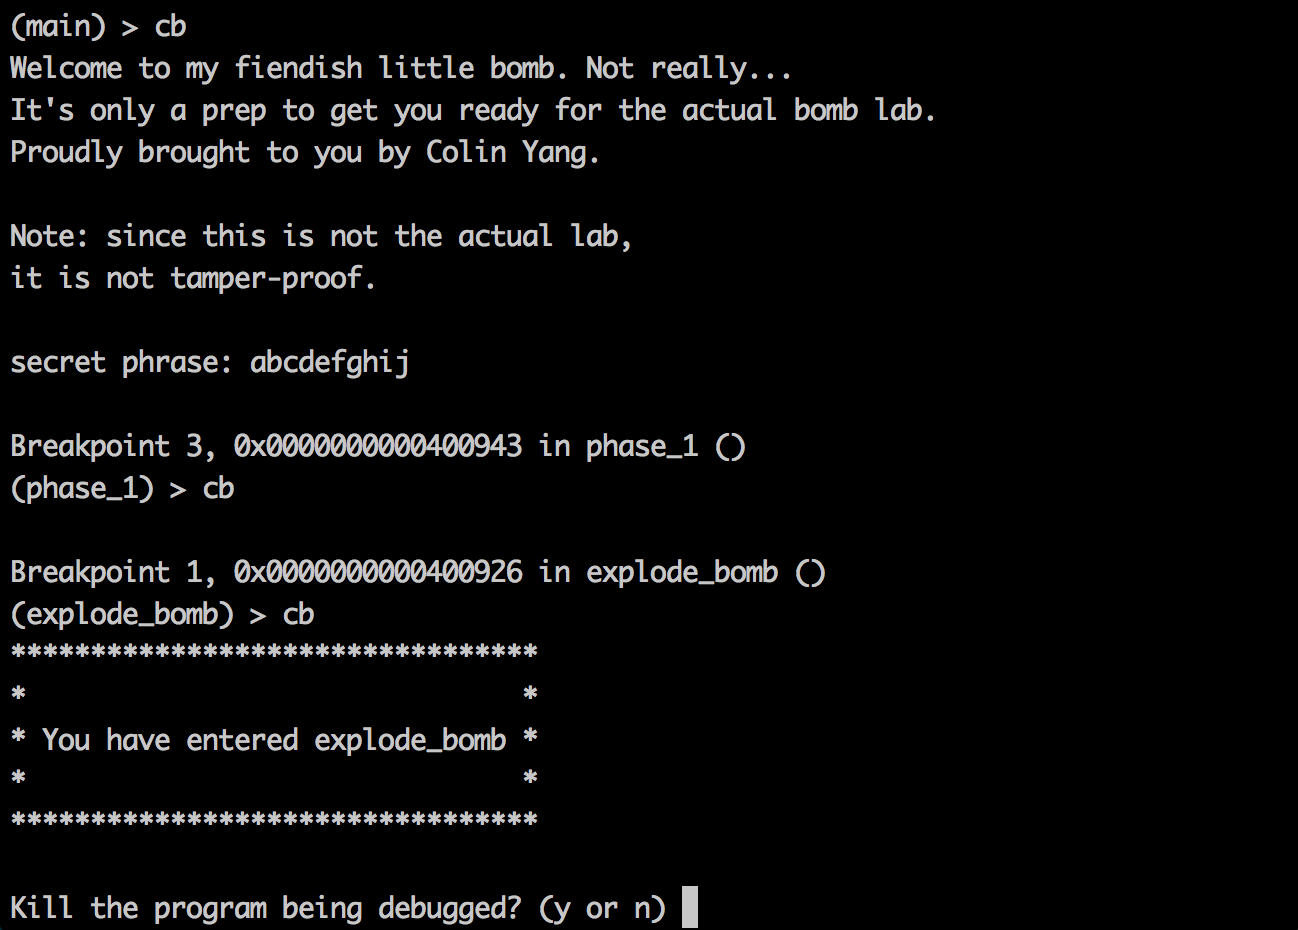 (main) > cb
Welcome to my fiendish little bomb. Not really...
It's only a prep to get you ready for the actual bomb lab.
Proudly brought to you by Colin Yang.
Note: since this is not the actual lab,
it is not tamper-proof.
secret phrase: abcdefghij
Breakpoint 3, 0x0000000000400943 in phase_1 ()
(phase_1) > cb
Breakpoint 1, 0x0000000000400926 in explode_bomb ()
(explode_bomb) > cb
*********************************
*                               *
* You have entered explode_bomb *
*                               *
*********************************
Kill the program being debugged? (y or n)